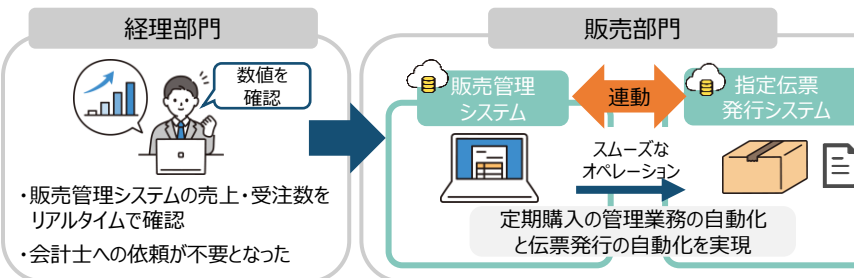 経理部門
数値を
確認
・販売管理システムの売上・受注数を
リアルタイムで確認
・会計士への依頼が不要となった
販売部門
販売管理
システム
連動
指定伝票
発行システム
スムーズな
オペレーション
定期購入の管理業務の自動化
と伝票発行の自動化を実現